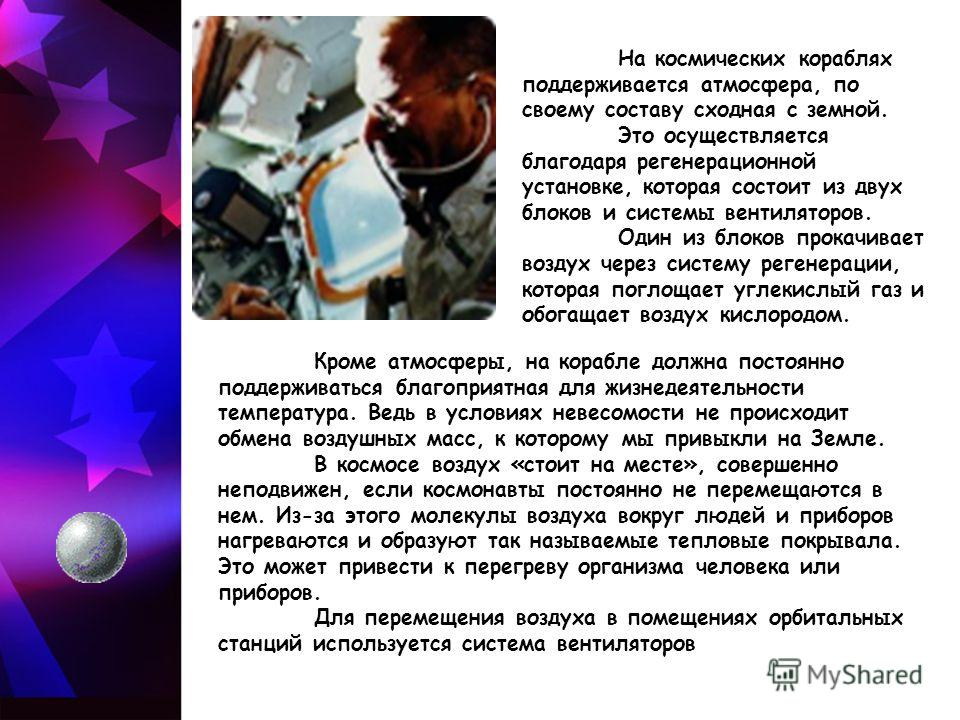 На космических кораблях
поддерживается атмосфера, по
своему составу сходная с земной.
Это осуществляется
благодаря регенерационной
установке, которая состоит из двух
блоков и системы вентиляторов.
Один из блоков прокачивает
воздух через систему регенерации,
которая поглощает углекислый газ и
обогащает воздух кислородом.
Кроме атмосферы, на корабле должна постоянно
поддерживаться благоприятная для жизнедеятельности
температура. Ведь в условиях невесомости не происходит
обмена воздушных масс, к которому мы привыкли на Земле.
В космосе воздух «стоит на месте», совершенно
неподвижен, если космонавты постоянно не перемещаются в
нем. Из-за этого молекулы воздуха вокруг людей и приборов
нагреваются и образуют так называемые тепловые покрывала.
Это может привести к перегреву организма человека или
приборов.
Для перемещения воздуха в помещениях орбитальных
станций используется система вентиляторов
MyShared